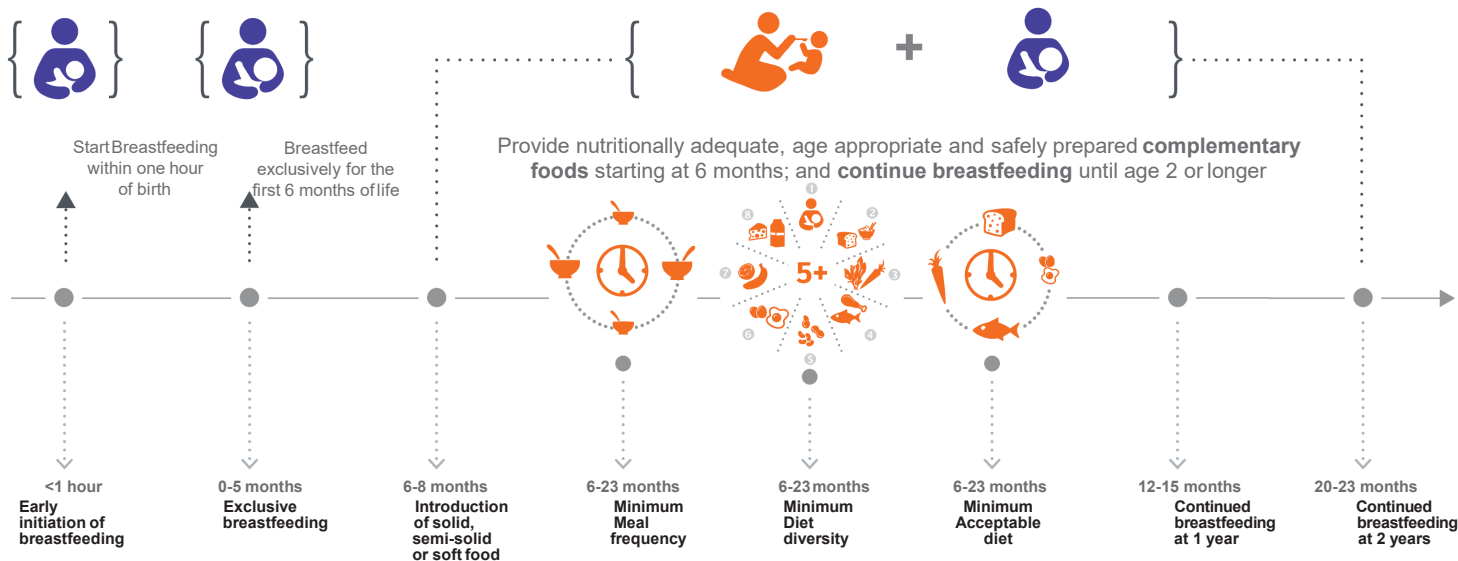 Start Breastfeeding
within one hour
of birth
Breastfeed
exclusively for the
first 6 months of life
Provide nutritionally adequate, age appropriate and safely prepared complementary
foods starting at 6 months; and continue breastfeeding until age 2 or longer
1
2
3
4
5
6
7
8
5+
<1 hour
Early
initiation of
breastfeeding
0-5 months
Exclusive
breastfeeding
6-8 months
Introduction
of solid,
semi-solid
or soft food
6-23 months
Minimum
Meal
frequency
6-23 months
Minimum
Diet
diversity
6-23 months
Minimum
Acceptable
diet
12-15 months
Continued
breastfeeding
at 1 year
20-23 months
Continued
breastfeeding
at 2 years